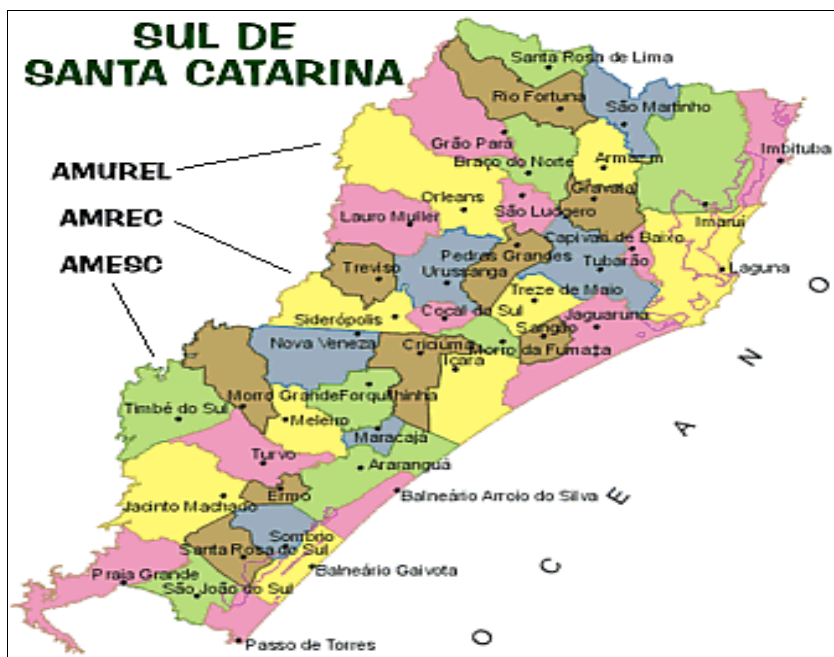 SUL DE
SANTA CATARINA
Santa Rosa de Lima
Rio Fortuna
São Martinho
Grão Pará
Braço do Norte
Armazm
Imbituba
AMUREL
Orleans
Gravatal
Lauro Muller
São Ludgero
Imaruí
AMREC
Capivari de Baixo
Pedras Grandes
Treviso
Urussanga
Tubarão
Laguna
AMESC
Treze de Maio
Siderópolis
Cocal do Sul
Jaguaruna
Sangão
Nova Veneza
Criciúma
Morro da Fumaça
Içara
Morro Grande
Forquilhinha
Timbé do Sul
Meleiro
Maracajá
Turvo
Araranguá
Ermo
Jacinto Machado
Balneário Arroio do Silva
Sombrio
Santa Rosa do Sul
Praia Grande
Balneário Gaivota
São João do Sul
Passo de Torres
OCEANO